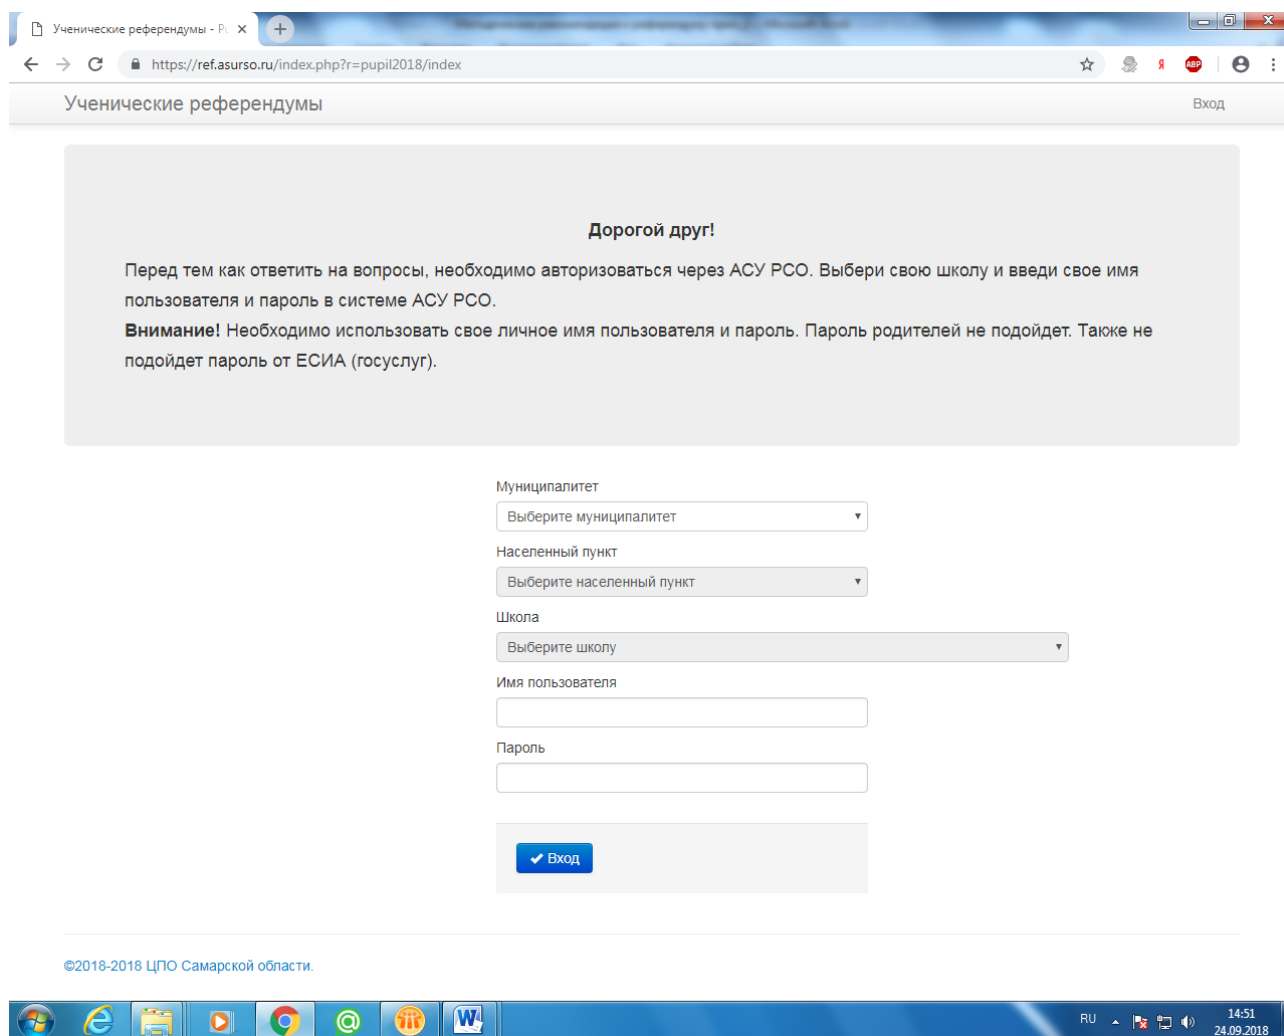 Ученические референдумы - Pu
https://ref.asurso.ru/index.php?r=pupil2018/index
Я
ABP
Ученические референдумы
Вход
Дорогой друг!
Перед тем как ответить на вопросы, необходимо авторизоваться через АСУ РСО. Выбери свою школу и введи свое имя
пользователя и пароль в системе АСУ РСО.
Внимание! Необходимо использовать свое личное имя пользователя и пароль. Пароль родителей не подойдет. Также не
подойдет пароль от ЕСИА (госуслуг).
Муниципалитет
Выберите муниципалитет
Населенный пункт
Выберите населенный пункт
Школа
Выберите школу
Имя пользователя
Пароль
Вход
©2018-2018 ЦПО Самарской области.
RU
14:51
24.09.2018